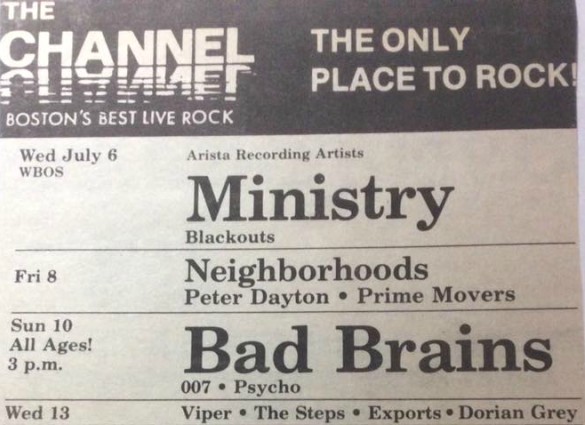 THE
CHANNEL
BOSTON'S BEST LIVE ROCK
THE ONLY
PLACE TO ROCK!
Wed July 6
WBOS
Arista Recording Artists
Ministry
Blackouts
Fri 8
Neighborhoods
Peter Dayton • Prime Movers
Sun 10
All Ages!
3 p.m.
Bad Brains
007 • Psycho
Wed 13
Viper • The Steps • Exports • Dorian Grey